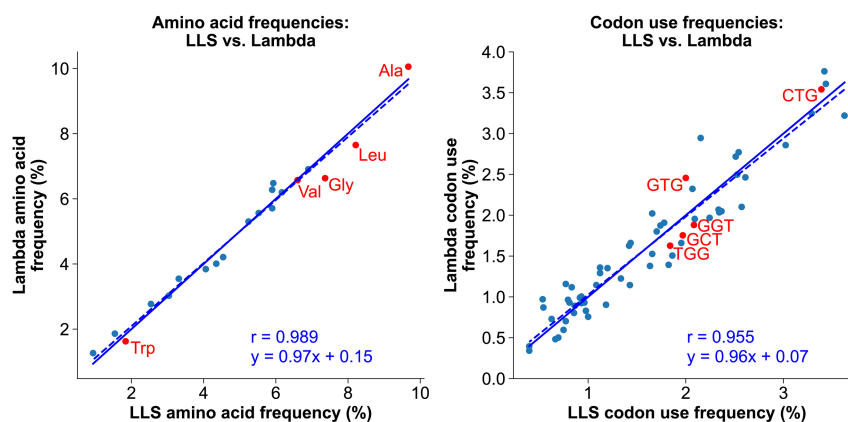 Amino acid frequencies:
LLS vs. Lambda
Lambda amino acid
frequency (%)
10
8
6
4
2
Ala
Leu
Val
Gly
Trp
r = 0.989
y = 0.97x + 0.15
2
4
6
8
10
LLS amino acid frequency (%)
Codon use frequencies:
LLS vs. Lambda
Lambda codon use
frequency (%)
4.0
3.5
3.0
2.5
2.0
1.5
1.0
0.5
0.0
CTG
GTG
GGT
GCT
TGG
r = 0.955
y = 0.96x + 0.07
1
2
3
LLS codon use frequency (%)